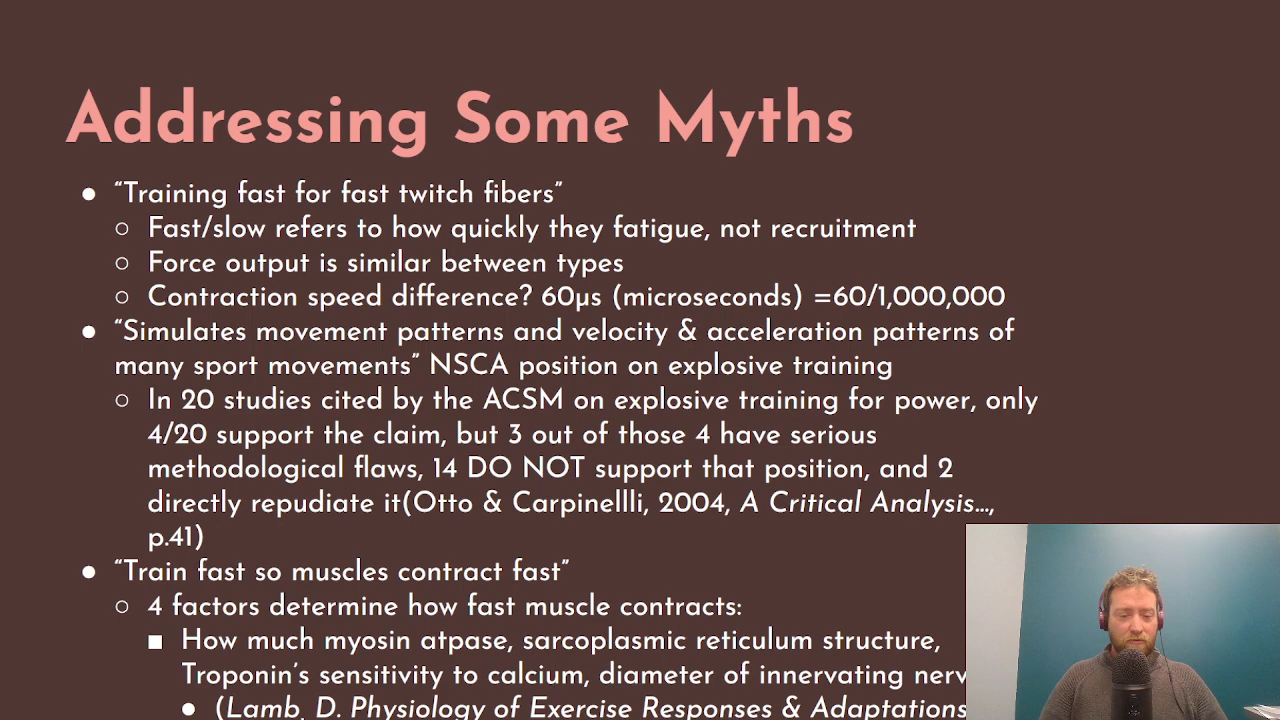 Addressing Some Myths
● “Training fast for fast twitch fibers”
○ Fast/slow refers to how quickly they fatigue, not recruitment
○ Force output is similar between types
○ Contraction speed difference? 60µs (microseconds) =60/1,000,000
● “Simulates movement patterns and velocity & acceleration patterns of
many sport movements” NSCA position on explosive training
○ In 20 studies cited by the ACSM on explosive training for power, only
4/20 support the claim, but 3 out of those 4 have serious
methodological flaws, 14 DO NOT support that position, and 2
directly repudiate it(Otto & Carpinellli, 2004, A Critical Analysis...,
p.41)
● “Train fast so muscles contract fast”
○ 4 factors determine how fast muscle contracts:
■ How much myosin atpase, sarcoplasmic reticulum structure,
Troponin’s sensitivity to calcium, diameter of innervating nerv
● (Lamb, D. Physiology of Exercise Responses & Adaptations